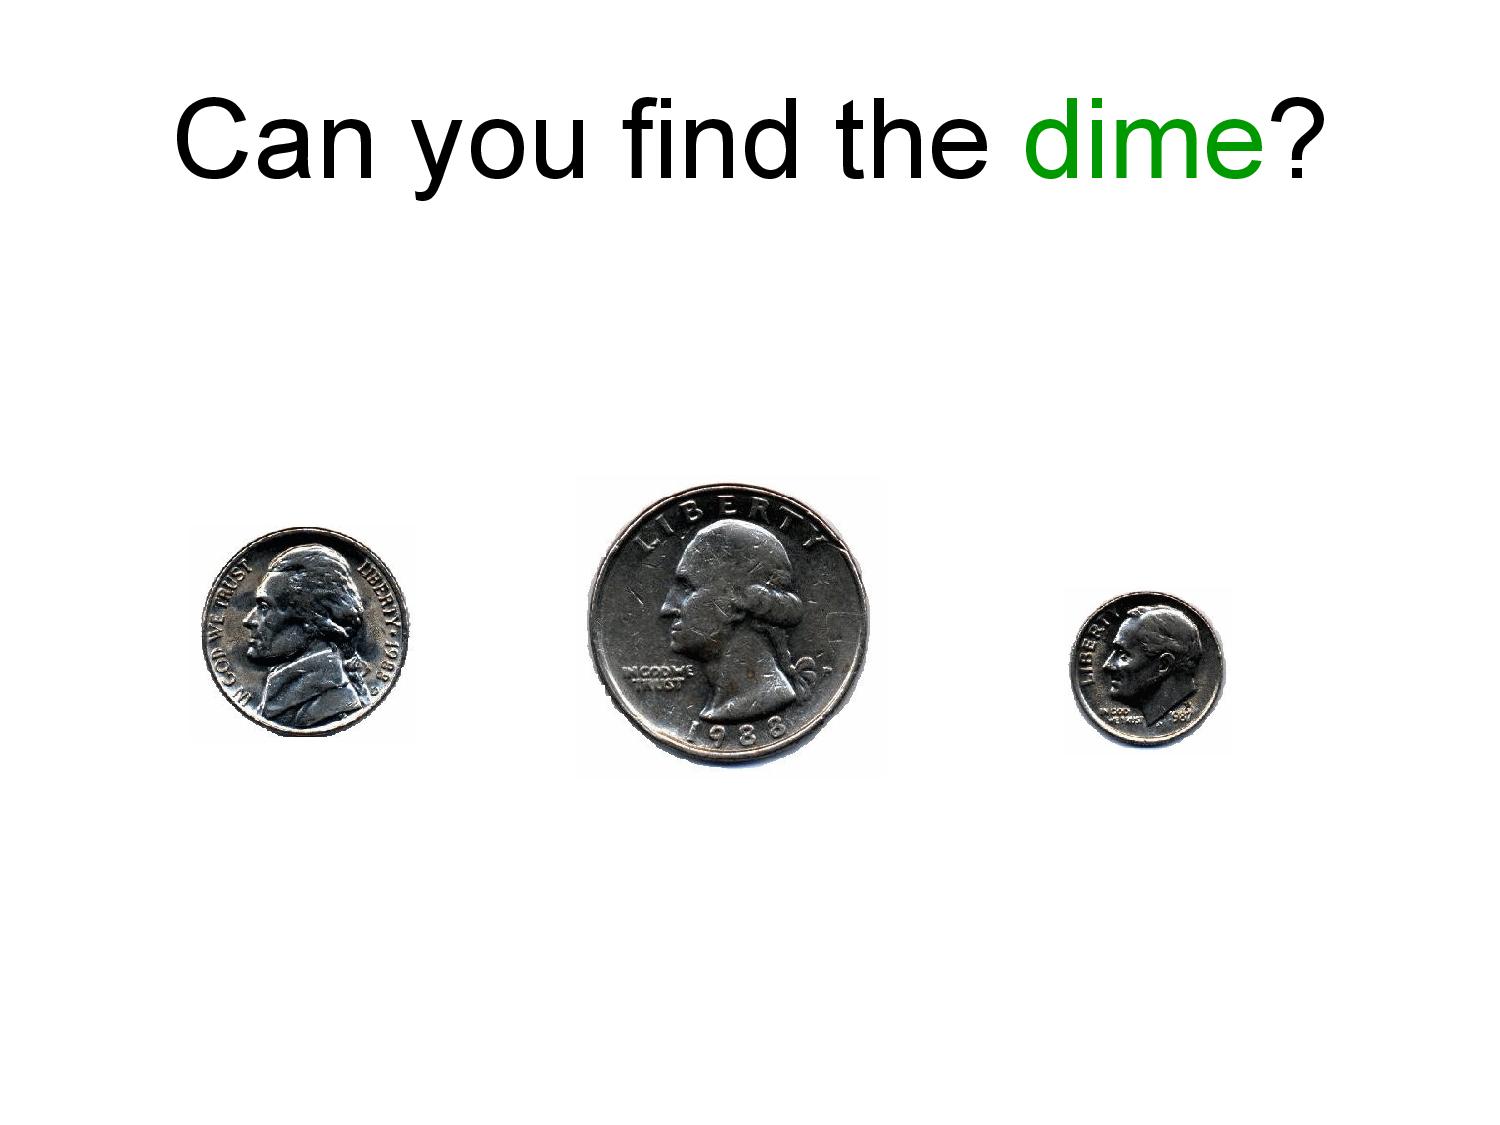 Can you find the dime?
IN GOD WE TRUST
LIBERTY · 1988
LIBERTY
IN GOD WE
TRUST
1988
LIBERTY
IN GOD
WE TRUST
1987